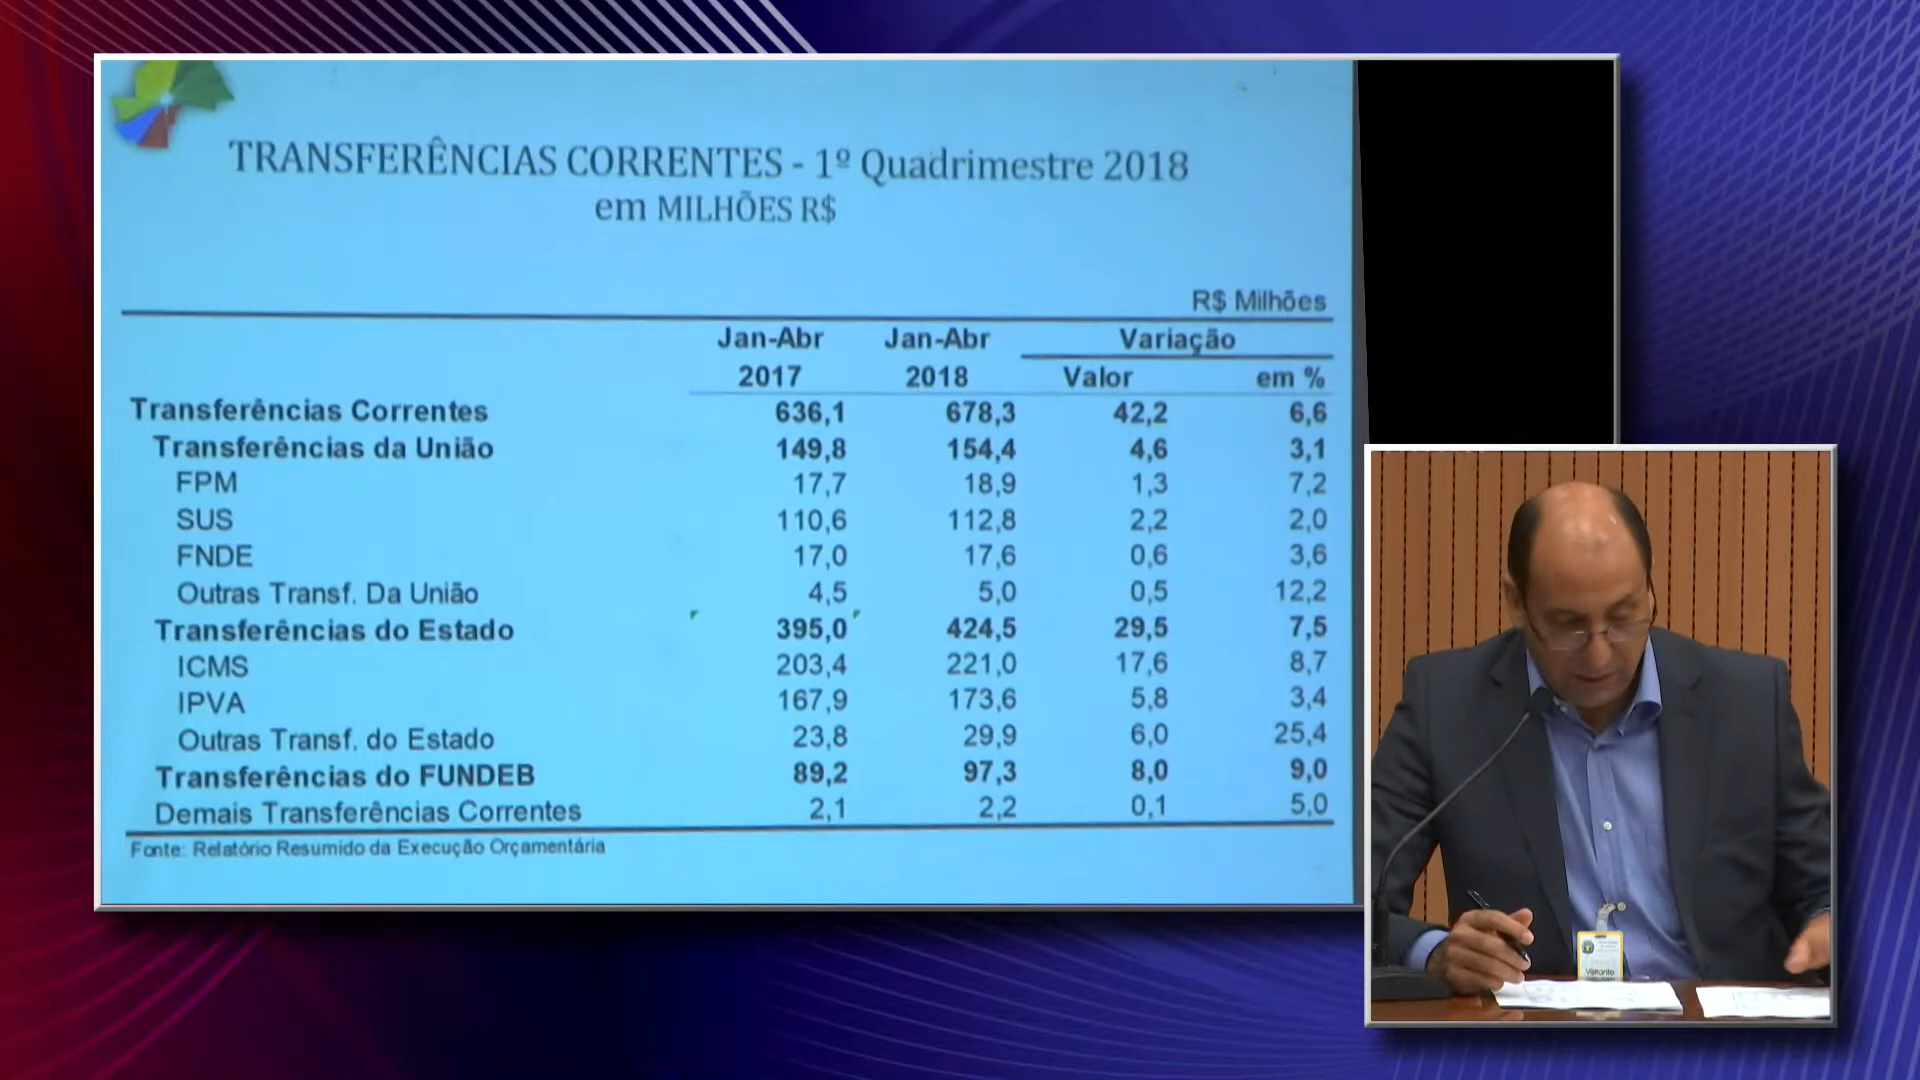 TRANSFERÊNCIAS CORRENTES - 1º Quadrimestre 2018
em MILHÕES R$
R$ Milhões
Jan-Abr Jan-Abr Variação
2017 2018 Valor em %
Transferências Correntes 636,1 678,3 42,2 6,6
Transferências da União 149,8 154,4 4,6 3,1
FPM 17,7 18,9 1,3 7,2
SUS 110,6 112,8 2,2 2,0
FNDE 17,0 17,6 0,6 3,6
Outras Transf. Da União 4,5 5,0 0,5 12,2
Transferências do Estado 395,0 424,5 29,5 7,5
ICMS 203,4 221,0 17,6 8,7
IPVA 167,9 173,6 5,8 3,4
Outras Transf. do Estado 23,8 29,9 6,0 25,4
Transferências do FUNDEB 89,2 97,3 8,0 9,0
Demais Transferências Correntes 2,1 2,2 0,1 5,0
Fonte: Relatório Resumido da Execução Orçamentária
Visitante